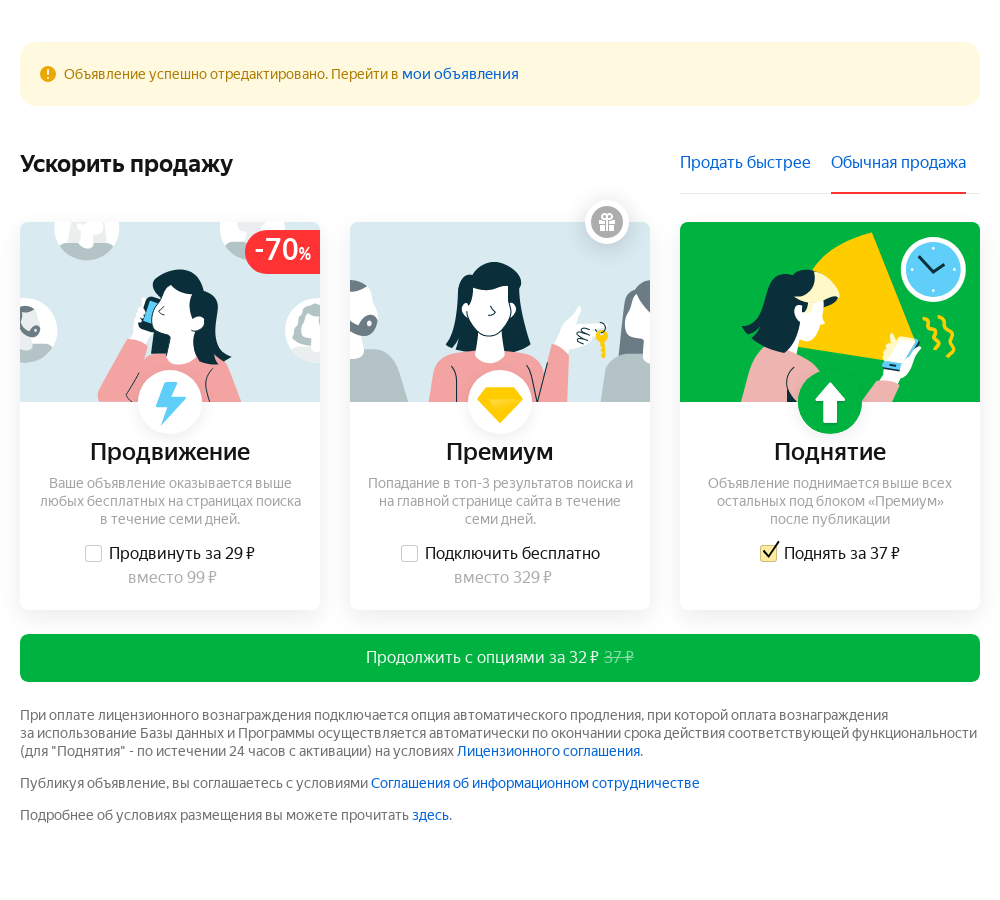 Объявление успешно отредактировано. Перейти в мои объявления
Ускорить продажу
Продать быстрее
Обычная продажа
-70%
Продвижение
Ваше объявление оказывается выше
любых бесплатных на страницах поиска
в течение семи дней.
Продвинуть за 29 ₽
вместо 99 ₽
Премиум
Попадание в топ-3 результатов поиска и
на главной странице сайта в течение
семи дней.
Подключить бесплатно
вместо 329 ₽
Поднятие
Объявление поднимается выше всех
остальных под блоком «Премиум»
после публикации
Поднять за 37 ₽
Продолжить с опциями за 32 ₽ 37 ₽
При оплате лицензионного вознаграждения подключается опция автоматического продления, при которой оплата вознаграждения
за использование Базы данных и Программы осуществляется автоматически по окончании срока действия соответствующей функциональности
(для "Поднятия" - по истечении 24 часов с активации) на условиях Лицензионного соглашения.
Публикуя объявление, вы соглашаетесь с условиями Соглашения об информационном сотрудничестве
Подробнее об условиях размещения вы можете прочитать здесь.